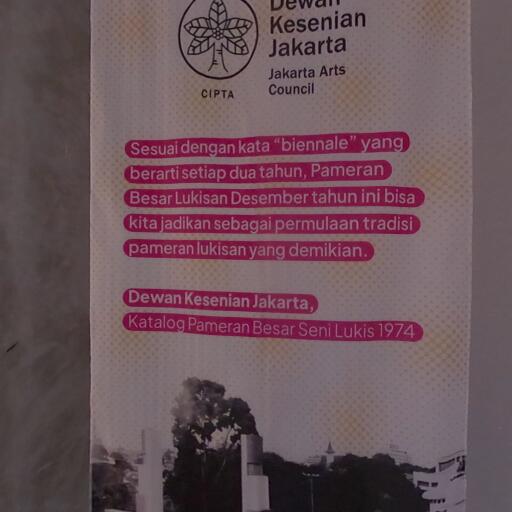 Dewan
Kesenian
Jakarta
Jakarta Arts
Council
CIPTA
Sesuai dengan kata “biennale” yang
berarti setiap dua tahun, Pameran
Besar Lukisan Desember tahun ini bisa
kita jadikan sebagai permulaan tradisi
pameran lukisan yang demikian.
Dewan Kesenian Jakarta,
Katalog Pameran Besar Seni Lukis 1974